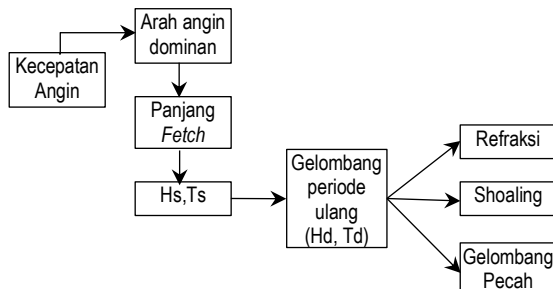 Arah angin
dominan
Kecepatan
Angin
Panjang
Fetch
Hs,Ts
Gelombang
periode
ulang
(Hd, Td)
Refraksi
Shoaling
Gelombang
Pecah